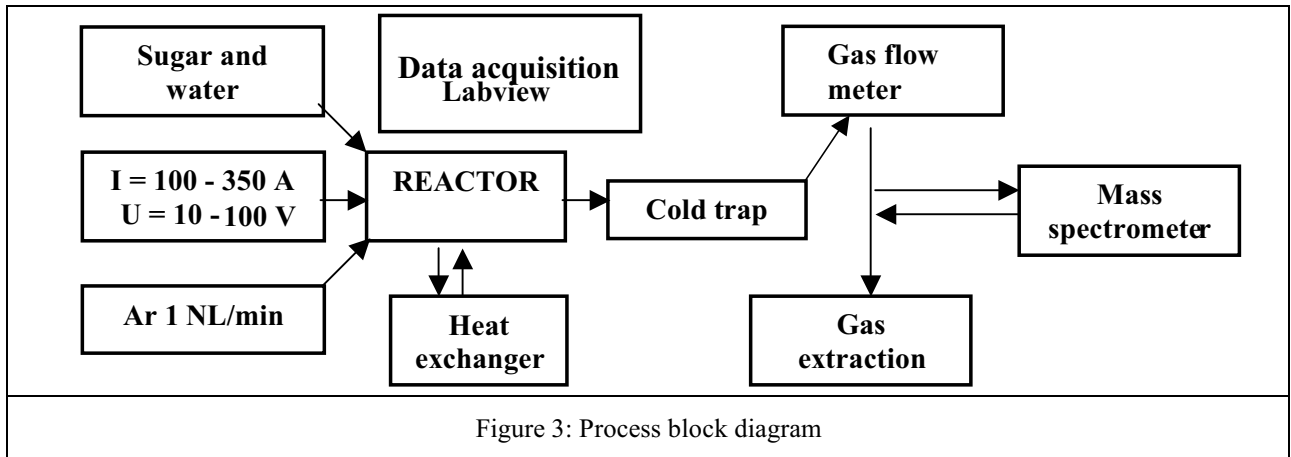 Sugar and
water
Data acquisition
Labview
Gas flow
meter
I = 100 - 350 A
U = 10 -100 V
REACTOR
Cold trap
Mass
spectrometer
Ar 1 NL/min
Heat
exchanger
Gas
extraction
Figure 3: Process block diagram